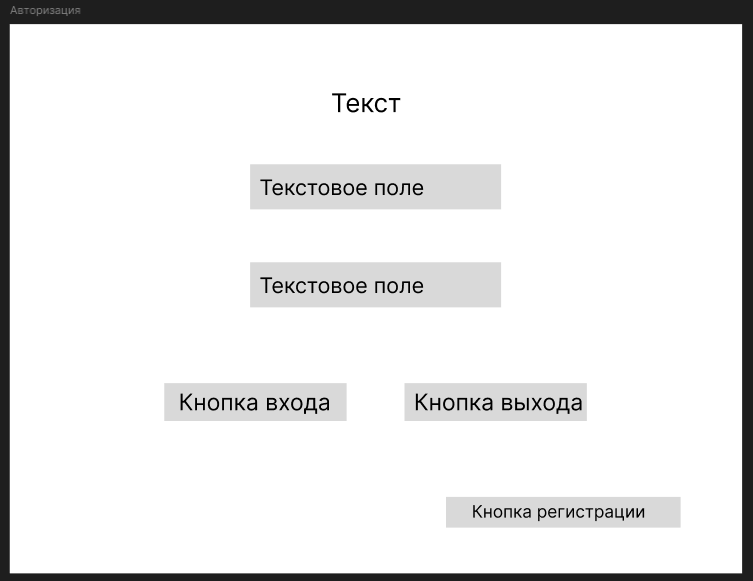 Авторизация
Текст
Текстовое поле
Текстовое поле
Кнопка входа
Кнопка выхода
Кнопка регистрации